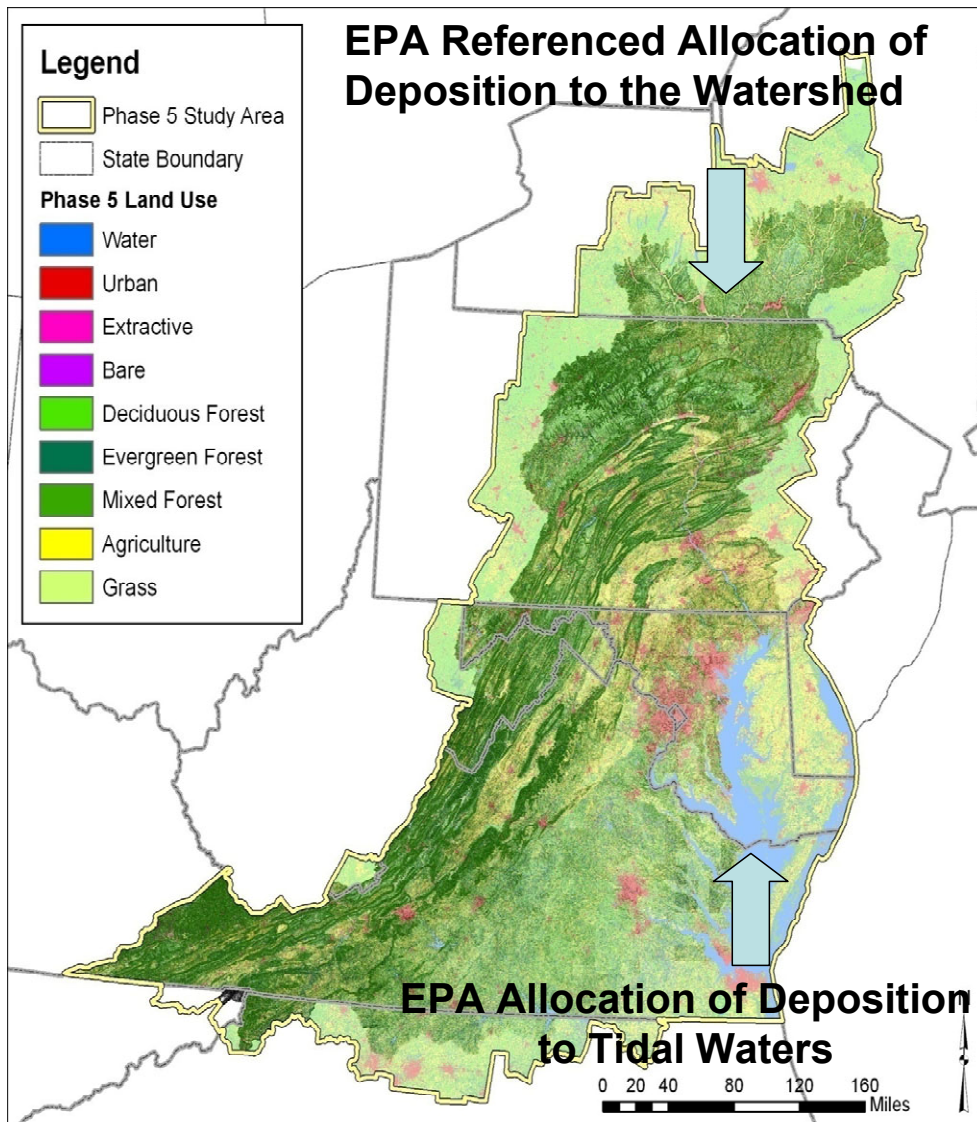 EPA Referenced Allocation of
Deposition to the Watershed
Legend
Phase 5 Study Area
State Boundary
Phase 5 Land Use
Water
Urban
Extractive
Bare
Deciduous Forest
Evergreen Forest
Mixed Forest
Agriculture
Grass
EPA Allocation of Deposition
to Tidal Waters
0 20 40 80 120 160
Miles